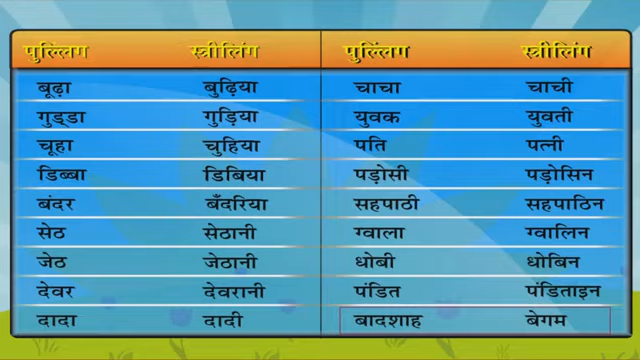 पुल्लिग स्त्रीलिंग पुल्लिंग स्त्रीलिंग
बूढ़ा बुढ़िया चाचा चाची
गुड्डा गुड़िया युवक युवती
चूहा चुहिया पति पत्नी
डिब्बा डिबिया पड़ोसी पड़ोसिन
बंदर बँदरिया सहपाठी सहपाठिन
सेठ सेठानी ग्वाला ग्वालिन
जेठ जेठानी धोबी धोबिन
देवर देवरानी पंडित पंडिताइन
दादा दादी बादशाह बेगम